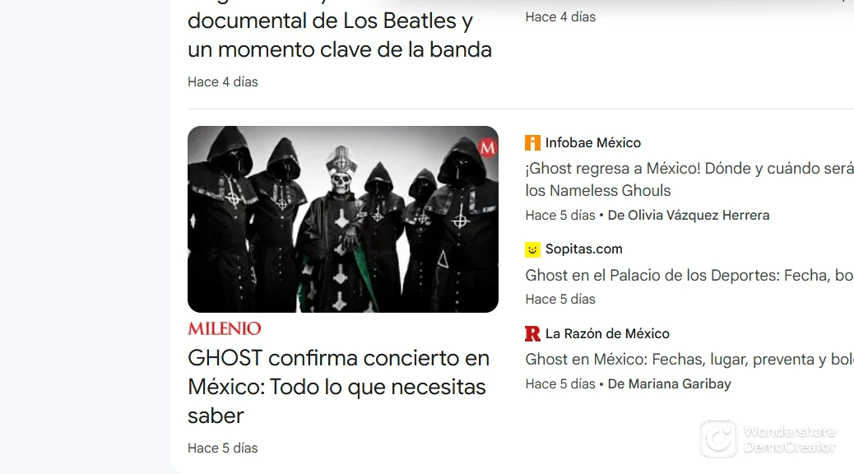 documental de Los Beatles y
un momento clave de la banda
Hace 4 días
Hace 4 días
M
MILENIO
GHOST confirma concierto en
México: Todo lo que necesitas
saber
Hace 5 días
Infobae México
¡Ghost regresa a México! Dónde y cuándo será
los Nameless Ghouls
Hace 5 días • De Olivia Vázquez Herrera
Sopitas.com
Ghost en el Palacio de los Deportes: Fecha, bo
Hace 5 días
R La Razón de México
Ghost en México: Fechas, lugar, preventa y bol
Hace 5 días • De Mariana Garibay
Wondershare
DemoCreator